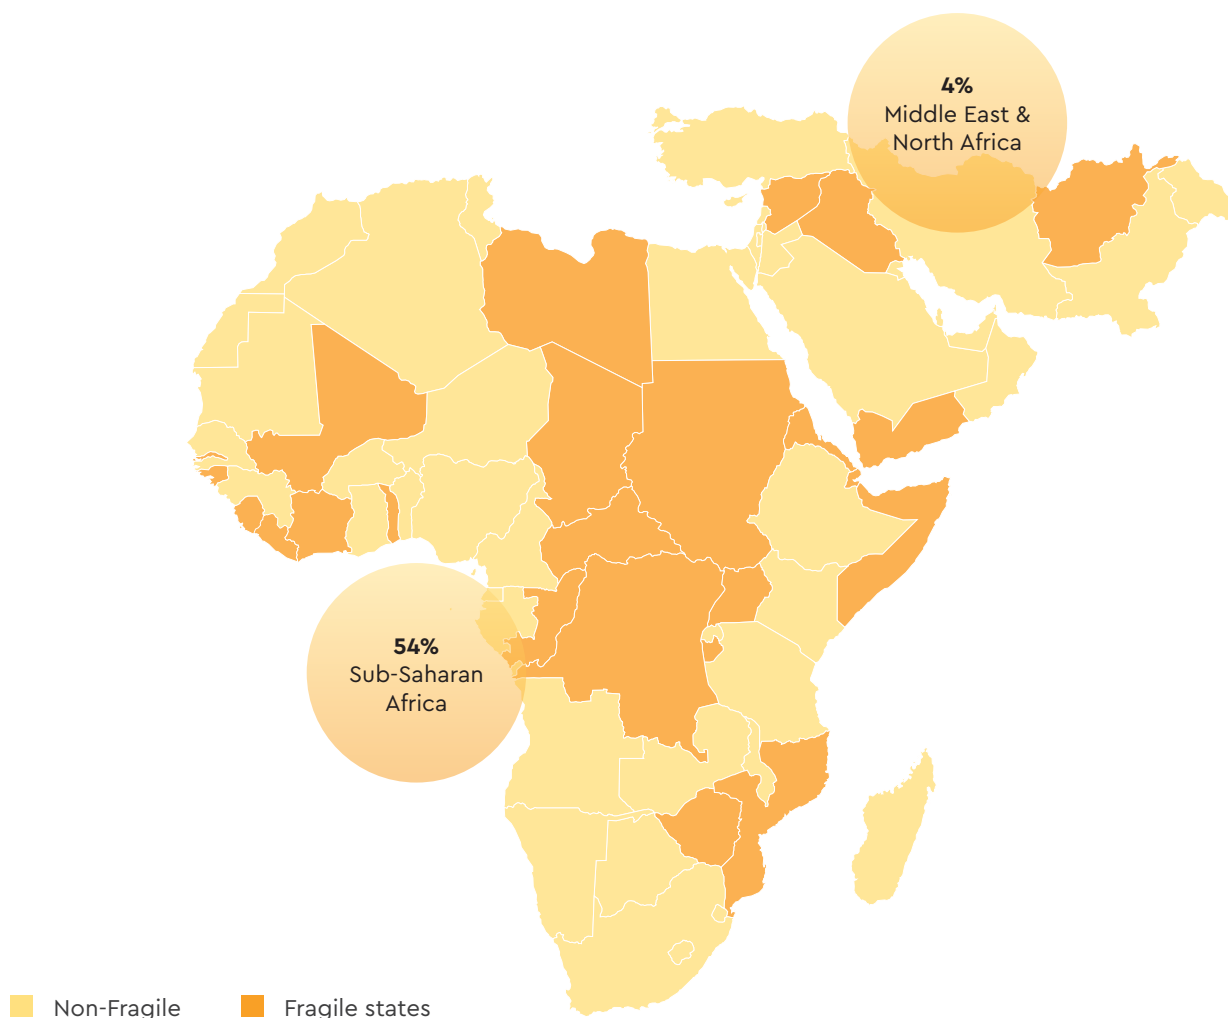 4%
Middle East &
North Africa
54%
Sub-Saharan
Africa
Non-Fragile
Fragile states